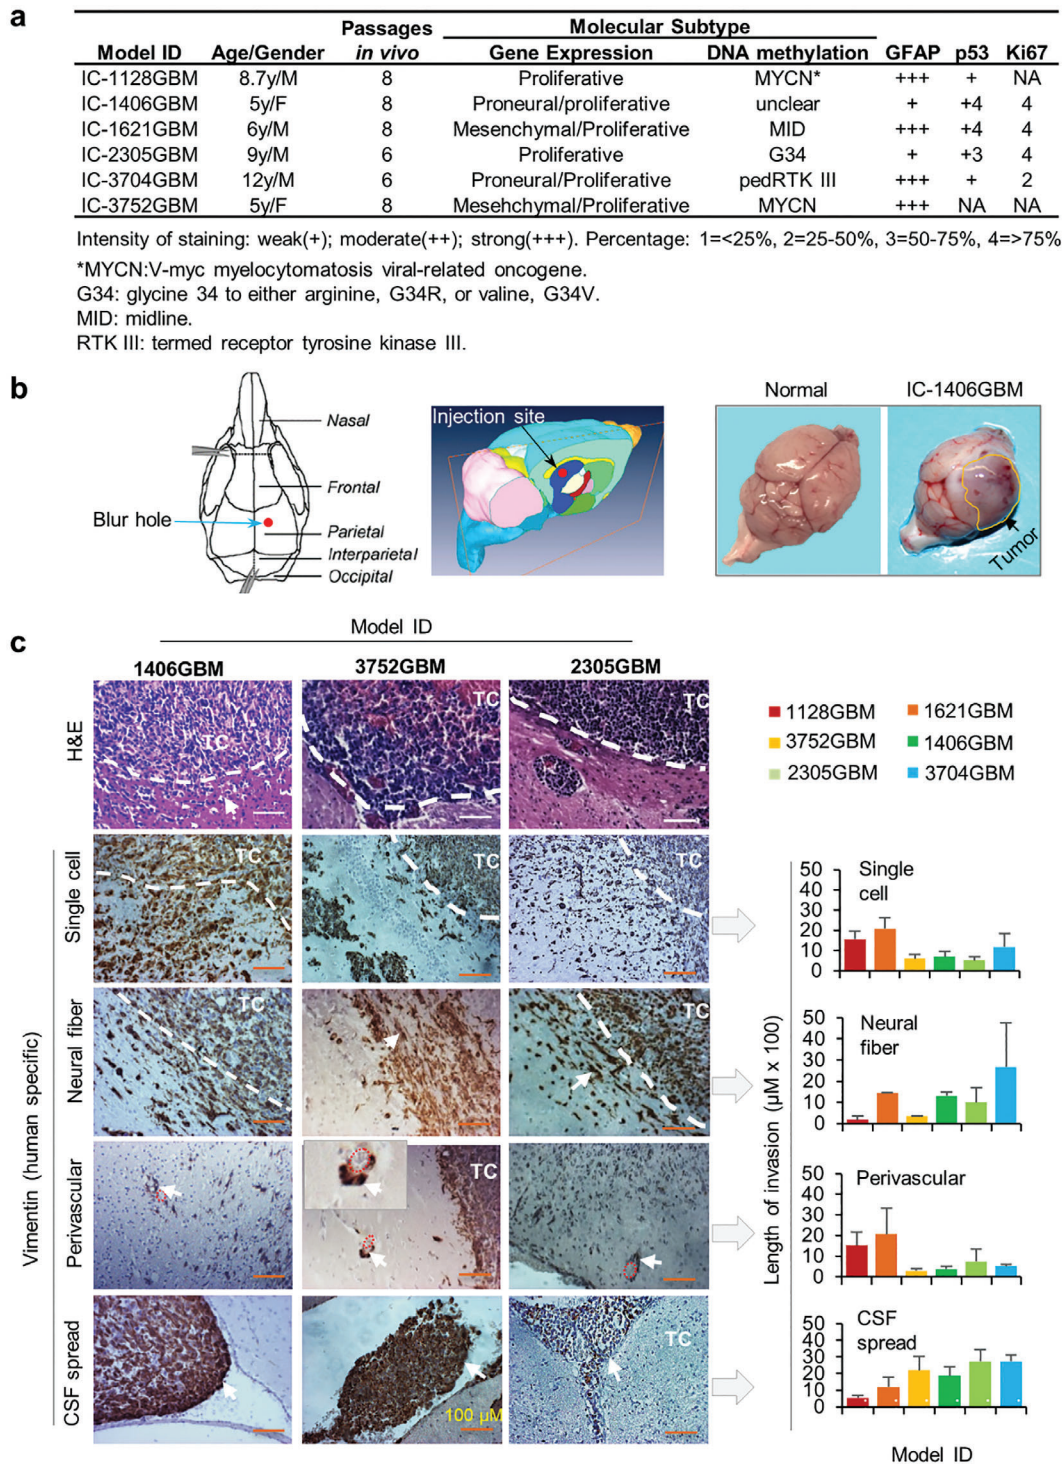 a
Passages Molecular Subtype
Model ID Age/Gender in vivo Gene Expression DNA methylation GFAP p53 Ki67
IC-1128GBM 8.7y/M 8 Proliferative MYCN* +++ + NA
IC-1406GBM 5y/F 8 Proneural/proliferative unclear + +4 4
IC-1621GBM 6y/M 8 Mesenchymal/Proliferative MID +++ +4 4
IC-2305GBM 9y/M 6 Proliferative G34 + +3 4
IC-3704GBM 12y/M 6 Proneural/Proliferative pedRTK III +++ + 2
IC-3752GBM 5y/F 8 Mesehchymal/Proliferative MYCN +++ NA NA
Intensity of staining: weak(+); moderate(++); strong(+++). Percentage: 1=<25%, 2=25-50%, 3=50-75%, 4=>75%
*MYCN:V-myc myelocytomatosis viral-related oncogene.
G34: glycine 34 to either arginine, G34R, or valine, G34V.
MID: midline.
RTK III: termed receptor tyrosine kinase III.
b
Nasal
Frontal
Blur hole
Parietal
Interparietal
Occipital
Injection site
Normal
IC-1406GBM
Tumor
c
Model ID
1406GBM 3752GBM 2305GBM
H&E
TC
TC
TC
Vimentin (human specific)
Single cell
TC
TC
TC
Neural fiber
TC
TC
Perivascular
TC
CSF spread
100 µM
TC
1128GBM 1621GBM
3752GBM 1406GBM
2305GBM 3704GBM
Length of invasion (µM x 100)
Single
cell
50
40
30
20
10
0
Neural
fiber
50
40
30
20
10
0
Perivascular
50
40
30
20
10
0
CSF
spread
50
40
30
20
10
0
Model ID